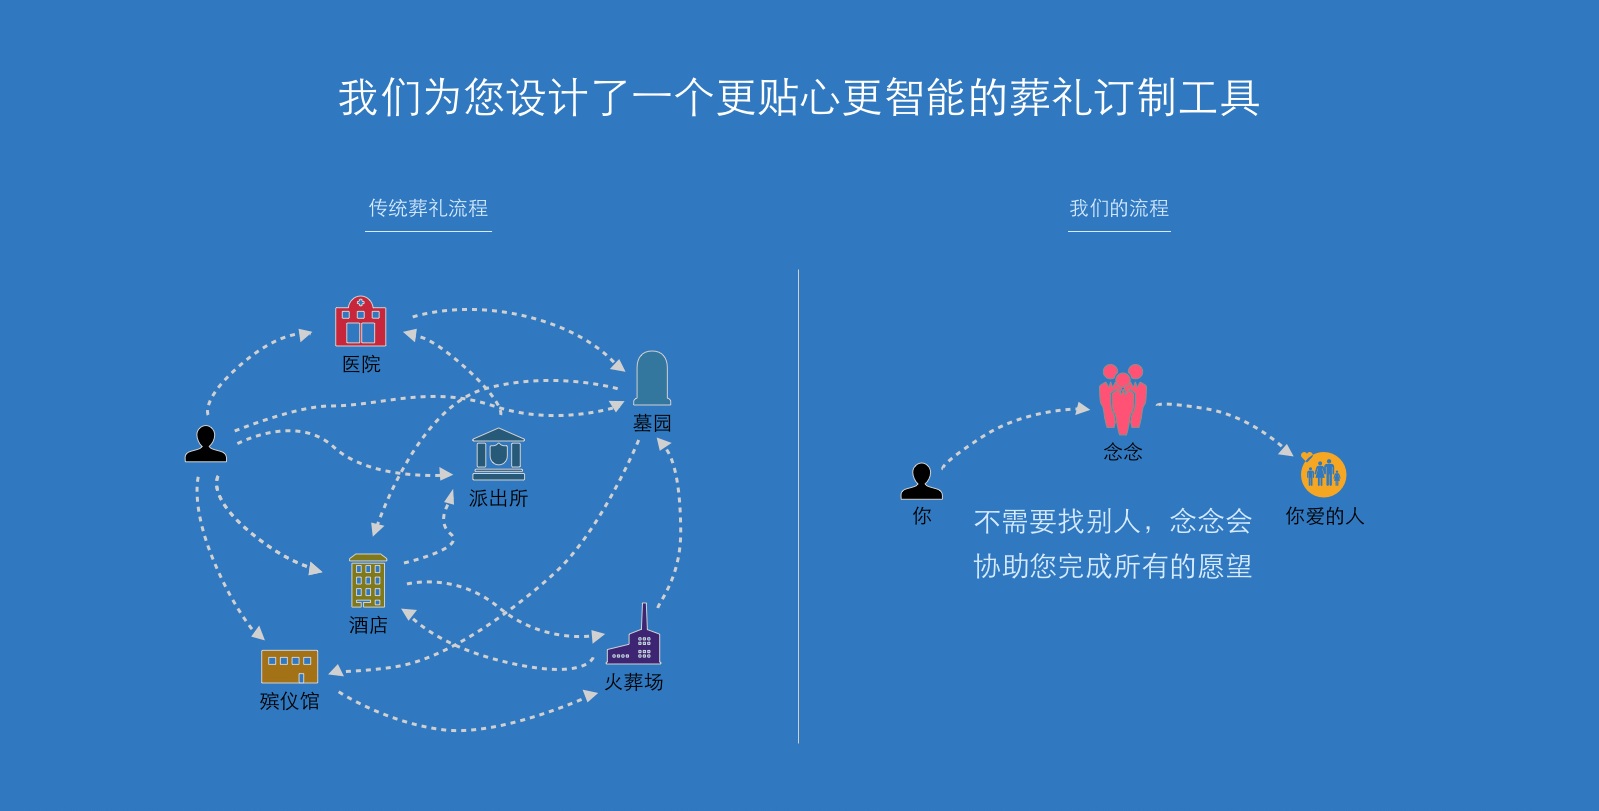 我们为您设计了一个更贴心更智能的葬礼订制工具
传统葬礼流程
医院
墓园
派出所
酒店
火葬场
殡仪馆
我们的流程
念念
你
你爱的人
不需要找别人，念念会
协助您完成所有的愿望